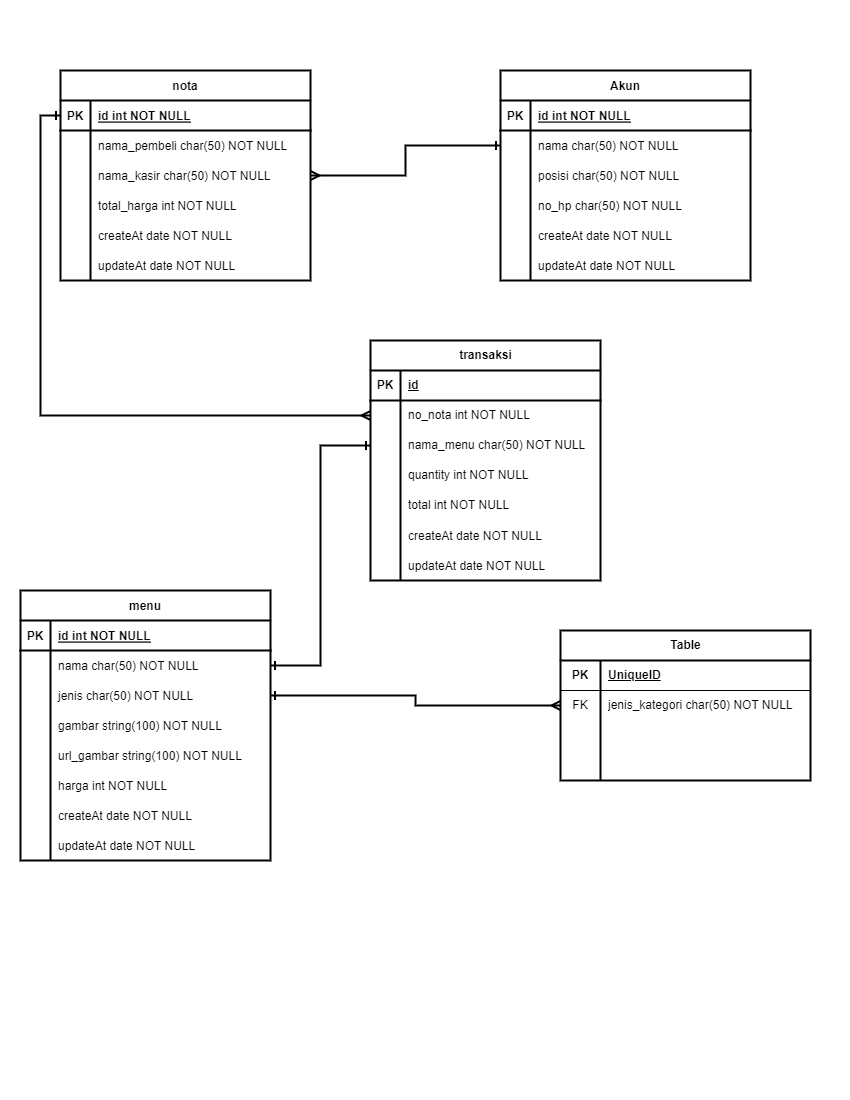 nota
PK id int NOT NULL
nama_pembeli char(50) NOT NULL
nama_kasir char(50) NOT NULL
total_harga int NOT NULL
createAt date NOT NULL
updateAt date NOT NULL
Akun
PK id int NOT NULL
nama char(50) NOT NULL
posisi char(50) NOT NULL
no_hp char(50) NOT NULL
createAt date NOT NULL
updateAt date NOT NULL
transaksi
PK id
no_nota int NOT NULL
nama_menu char(50) NOT NULL
quantity int NOT NULL
total int NOT NULL
createAt date NOT NULL
updateAt date NOT NULL
menu
PK id int NOT NULL
nama char(50) NOT NULL
jenis char(50) NOT NULL
gambar string(100) NOT NULL
url_gambar string(100) NOT NULL
harga int NOT NULL
createAt date NOT NULL
updateAt date NOT NULL
Table
PK UniqueID
FK jenis_kategori char(50) NOT NULL